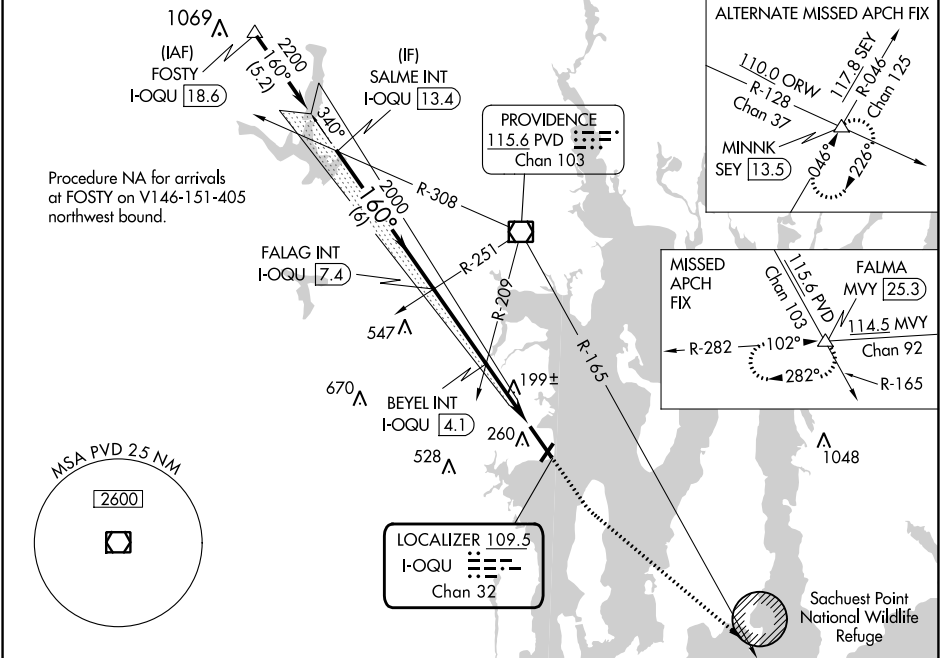 1069
(IAF)
FOSTY
I-OQU 18.6
2200
160°
(5.2)
(IF)
SALME INT
I-OQU 13.4
340°
Procedure NA for arrivals
at FOSTY on V146-151-405
northwest bound.
R-308
2000
160°
(6)
PROVIDENCE
115.6 PVD
Chan 103
FALAG INT
I-OQU 7.4
R-251
R-209
R-165
547
670
BEYEL INT
I-OQU 4.1
199±
260
528
1048
MSA PVD 25 NM
2600
LOCALIZER 109.5
I-OQU
Chan 32
Sachuest Point
National Wildlife
Refuge
ALTERNATE MISSED APCH FIX
110.0 ORW
R-128
Chan 37
117.8 SEY
R-046
Chan 125
MINNK
SEY 13.5
046°
226°
MISSED
APCH
FIX
115.6 PVD
Chan 103
FALMA
MVY 25.3
114.5 MVY
Chan 92
R-282
102°
282°
R-165